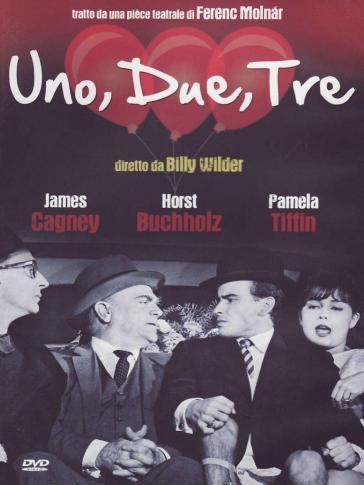 tratto da una pièce teatrale di Ferenc Molnár
Uno, Due, Tre
diretto da Billy Wilder
James Horst Pamela
Cagney Buchholz Tiffin
DVD
VIDEO